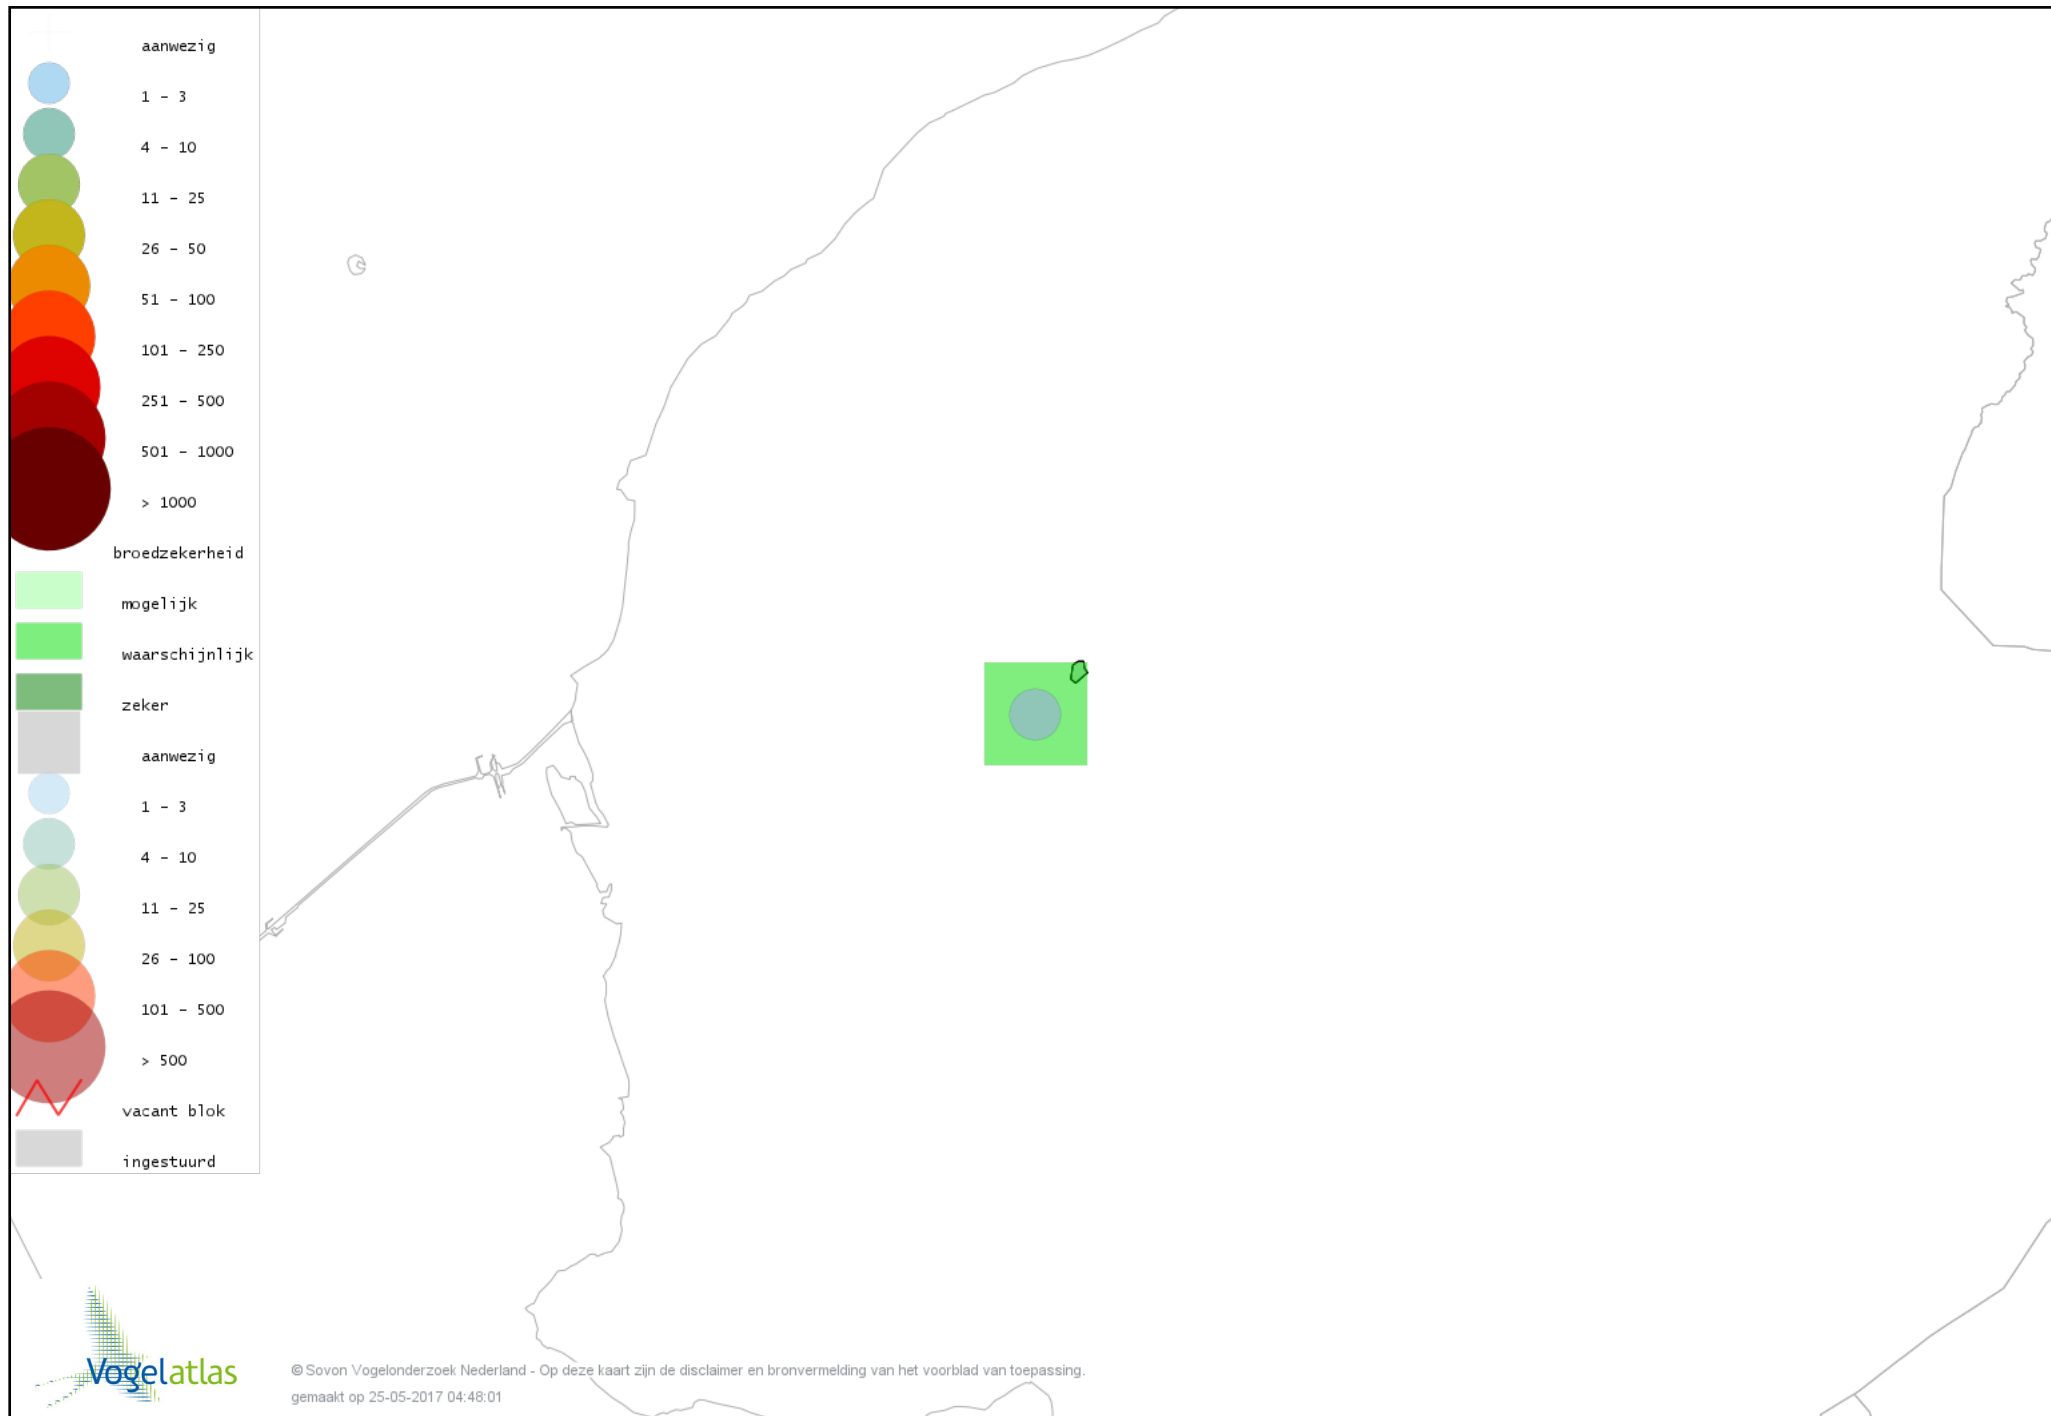 aanwezig
1 - 3
4 - 10
11 - 25
26 - 50
51 - 100
101 - 250
251 - 500
501 - 1000
> 1000
broedzekerheid
mogelijk
waarschijnlijk
zeker
aanwezig
1 - 3
4 - 10
11 - 25
26 - 100
101 - 500
> 500
vacant blok
ingestuurd
Vogelatlas
© Sovon Vogelonderzoek Nederland - Op deze kaart zijn de disclaimer en bronvermelding van het voorblad van toepassing.
gemaakt op 25-05-2017 04:48:01